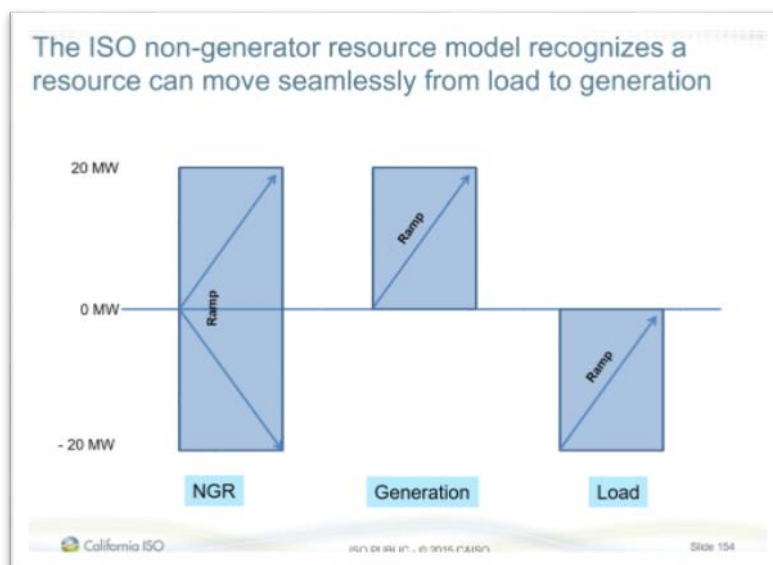 The ISO non-generator resource model recognizes a
resource can move seamlessly from load to generation
20 MW
0 MW
- 20 MW
Ramp
Ramp
Ramp
NGR
Generation
Load
California ISO
ISO PUBLIC - © 2015 CAISO
Slide 154